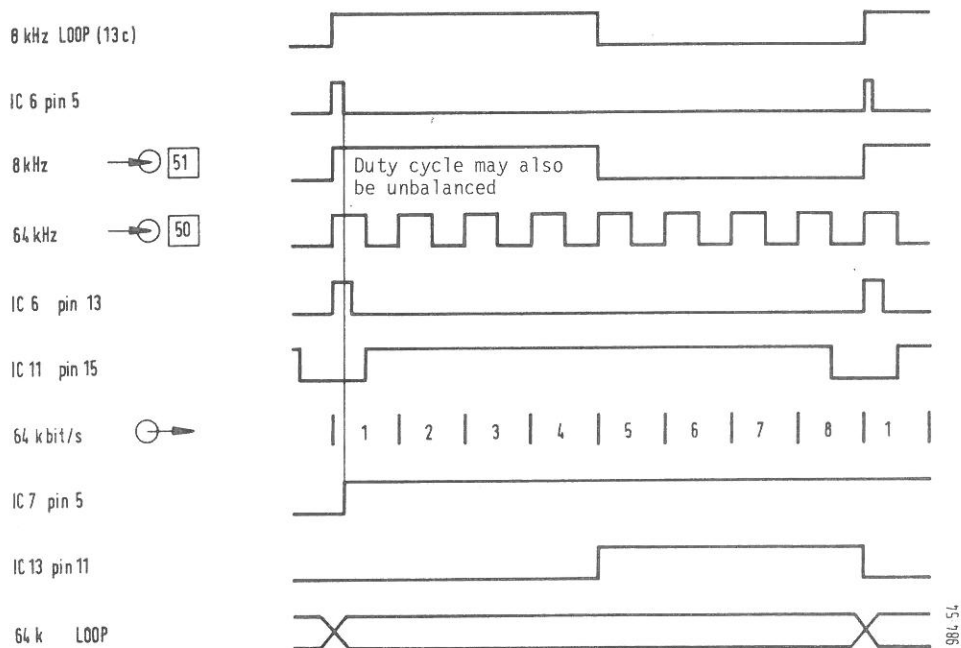 8 kHz LOOP (13c)
IC 6 pin 5
8 kHz 51
Duty cycle may also
be unbalanced
64 kHz 50
IC 6 pin 13
IC 11 pin 15
64 kbit/s 1 2 3 4 5 6 7 8 1
IC 7 pin 5
IC 13 pin 11
64 k LOOP
984-54